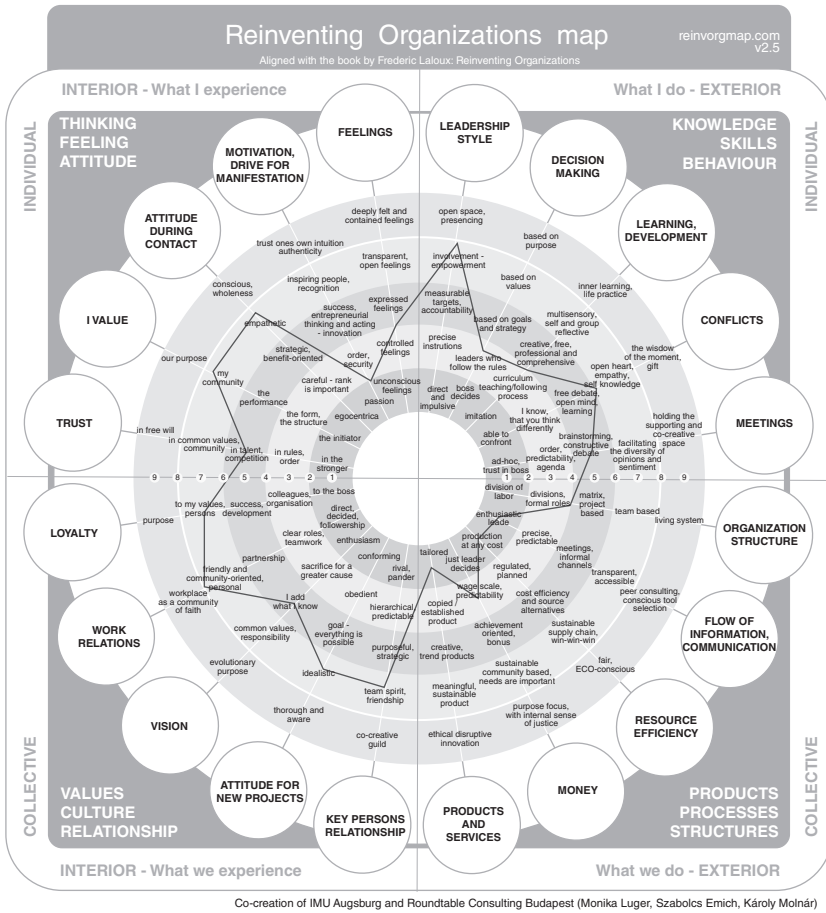 Reinventing Organizations map
reinvorgmap.com
v2.5
Aligned with the book by Frederic Laloux: Reinventing Organizations
INTERIOR - What I experience
What I do - EXTERIOR
INDIVIDUAL
INDIVIDUAL
THINKING
FEELING
ATTITUDE
KNOWLEDGE
SKILLS
BEHAVIOUR
FEELINGS
LEADERSHIP
STYLE
MOTIVATION,
DRIVE FOR
MANIFESTATION
DECISION
MAKING
ATTITUDE
DURING
CONTACT
LEARNING,
DEVELOPMENT
I VALUE
CONFLICTS
TRUST
MEETINGS
deeply felt and
contained feelings
transparent,
open feelings
expressed
feelings
controlled
feelings
unconscious
feelings
open space,
presencing
involvement -
empowerment
measurable
targets,
accountability
precise
instrutions
direct
and
impulsive
trust ones own intuition
authenticity
inspiring people,
recognition
success,
entrepreneurial
thinking and acting
- innovation
order,
security
passion
based on
purpose
based on
values
based on goals
and strategy
leaders who
follow the rules
boss
decides
conscious,
wholeness
empathetic
strategic,
benefit-oriented
careful - rank
is important
egocentrica
inner learning,
life practice
multisensory,
self and group
reflective
creative, free,
professional and
comprehensive
curriculum
teaching/following
process
imitation
our purpose
my
community
the
performance
the form,
the structure
the initiator
the wisdom
of the moment,
gift
open heart,
empathy,
self knowledge
free debate,
open mind,
learning
I know,
that you think
differently
able to
confront
in free will
in common values,
community
in talent,
competition
in rules,
order
in the
stronger
holding the
supporting and
co-creative
space
facilitating
the diversity of
opinions and
sentiment
brainstorming,
constructive
debate
order,
predictability,
agenda
ad-hoc,
trust in boss
9 8 7 6 5 4 3 2 1
1 2 3 4 5 6 7 8 9
to the boss
colleagues,
organisation
success,
development
to my values,
persons
purpose
division of
labor
divisions,
formal roles
matrix,
project
based
team based
living system
direct,
decided,
followership
clear roles,
teamwork
partnership
friendly and
community-oriented,
personal
workplace
as a community
of faith
enthusiastic
leade
precise,
predictable
meetings,
informal
channels
transparent,
accessible
peer consulting,
conscious tool
selection
enthusiasm
sacrifice for a
greater cause
I add
what I know
common values,
responsibility
evolutionary
purpose
production
at any cost
regulated,
planned
cost efficiency
and source
alternatives
sustainable
supply chain,
win-win-win
fair,
ECO-conscious
conforming
obedient
goal -
everything is
possible
idealistic
thorough and
aware
just leader
decides
wage scale,
predictability
achievement
oriented,
bonus
sustainable
community based,
needs are important
purpose focus,
with internal sense
of justice
rival,
pander
hierarchical,
predictable
purposeful,
strategic
team spirit,
friendship
co-creative
guild
tailored
copied
established
product
creative,
trend products
meaningful,
sustainable
product
ethical disruptive
innovation
LOYALTY
ORGANIZATION
STRUCTURE
WORK
RELATIONS
FLOW OF
INFORMATION,
COMMUNICATION
VISION
RESOURCE
EFFICIENCY
ATTITUDE FOR
NEW PROJECTS
MONEY
KEY PERSONS
RELATIONSHIP
PRODUCTS
AND
SERVICES
COLLECTIVE
COLLECTIVE
VALUES
CULTURE
RELATIONSHIP
PRODUCTS
PROCESSES
STRUCTURES
INTERIOR - What we experience
What we do - EXTERIOR
Co-creation of IMU Augsburg and Roundtable Consulting Budapest (Monika Luger, Szabolcs Emich, Károly Molnár)